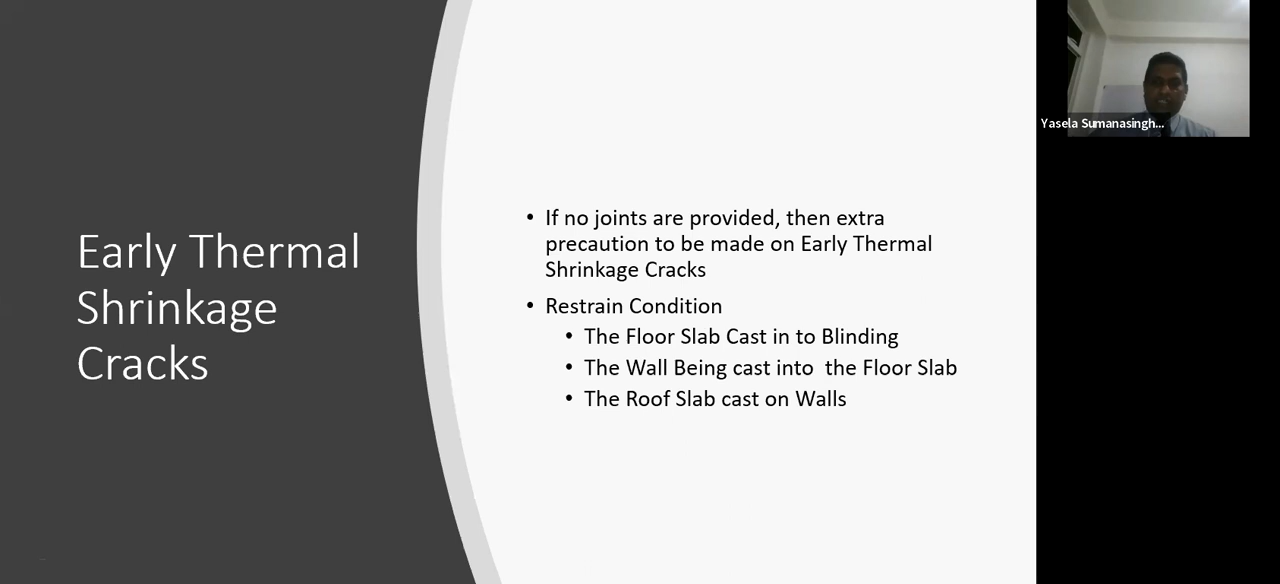 Early Thermal
Shrinkage
Cracks
• If no joints are provided, then extra
precaution to be made on Early Thermal
Shrinkage Cracks
• Restrain Condition
• The Floor Slab Cast in to Blinding
• The Wall Being cast into  the Floor Slab
• The Roof Slab cast on Walls
Yasela Sumanasingh...